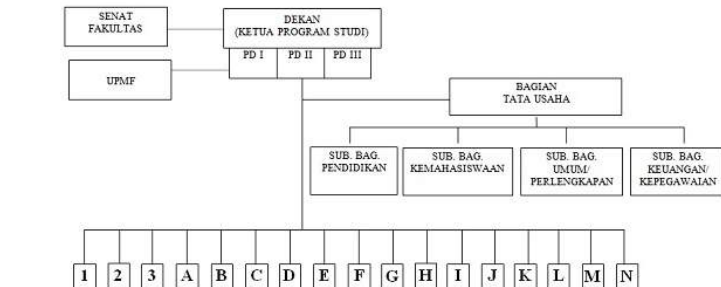 SENAT
FAKULTAS
DEKAN
(KETUA PROGRAM STUDI)
PD I PD II PD III
UPMF
BAGIAN
TATA USAHA
SUB. BAG.
PENDIDIKAN
SUB. BAG.
KEMAHASISWAAN
SUB. BAG.
UMUM/
PERLENGKAPAN
SUB. BAG.
KEUANGAN/
KEPEGAWAIAN
1 2 3 A B C D E F G H I J K L M N